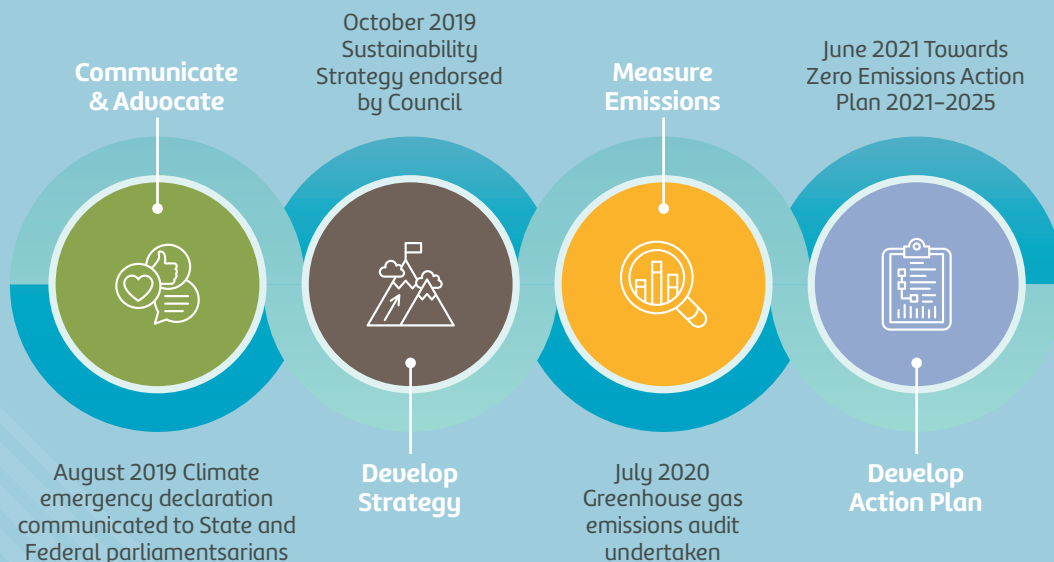 Communicate
& Advocate
August 2019 Climate
emergency declaration
communicated to State and
Federal parliamentsarians
October 2019
Sustainability
Strategy endorsed
by Council
Develop
Strategy
Measure
Emissions
July 2020
Greenhouse gas
emissions audit
undertaken
June 2021 Towards
Zero Emissions Action
Plan 2021–2025
Develop
Action Plan